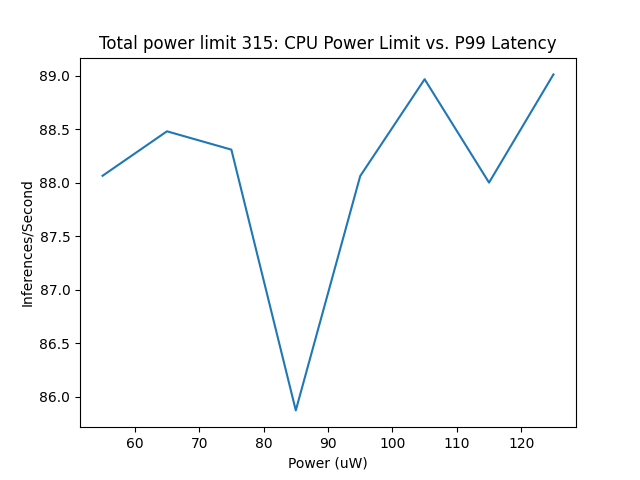 Total power limit 315: CPU Power Limit vs. P99 Latency
89.0
88.5
88.0
87.5
87.0
86.5
86.0
Inferences/Second
60 70 80 90 100 110 120
Power (uW)